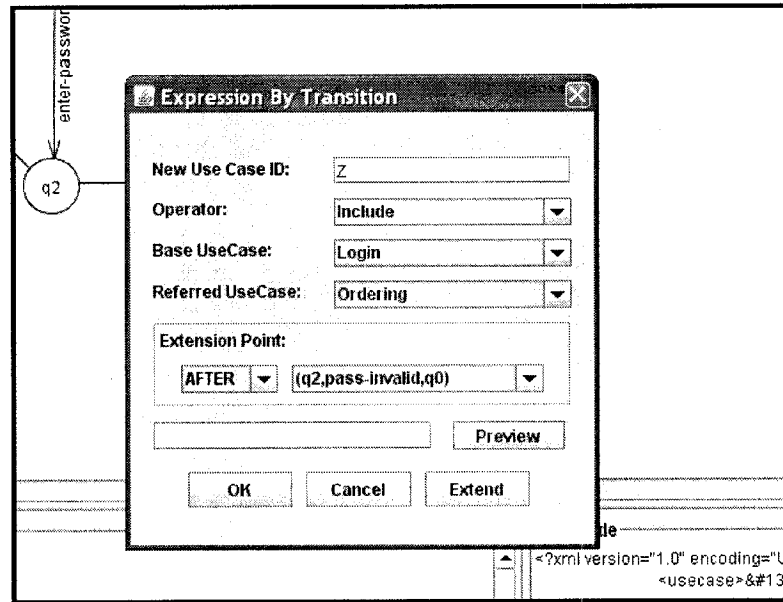 enter-passwor
Expression By Transition
q2
New Use Case ID: Z
Operator: Include
Base UseCase: Login
Referred UseCase: Ordering
Extension Point:
AFTER (q2,pass-invalid,q0)
Preview
OK Cancel Extend
de
<?xml version="1.0" encoding="U
<usecase>&#13